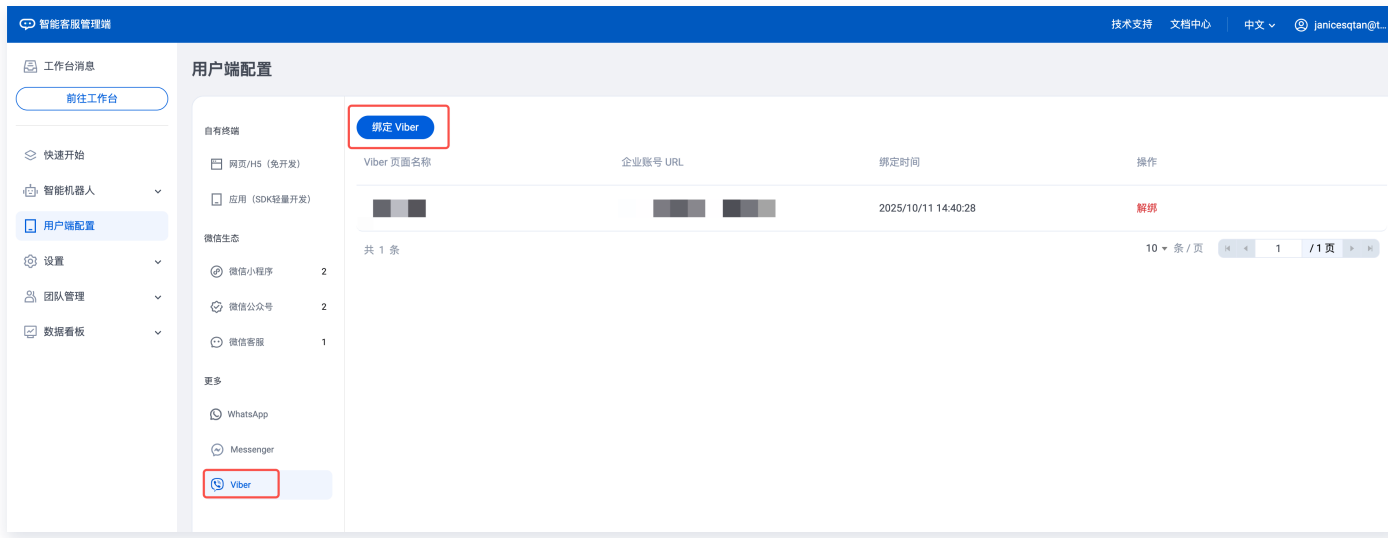 智能客服管理端
技术支持 文档中心 中文 janicesqtan@t...
工作台消息
前往工作台
快速开始
智能机器人
用户端配置
设置
团队管理
数据看板
用户端配置
自有终端
网页/H5（免开发）
应用（SDK轻量开发）
微信生态
微信小程序 2
微信公众号 2
微信客服 1
更多
WhatsApp
Messenger
Viber
绑定 Viber
Viber 页面名称 企业账号 URL 绑定时间 操作
2025/10/11 14:40:28 解绑
共 1 条 10 条 / 页 1 / 1 页